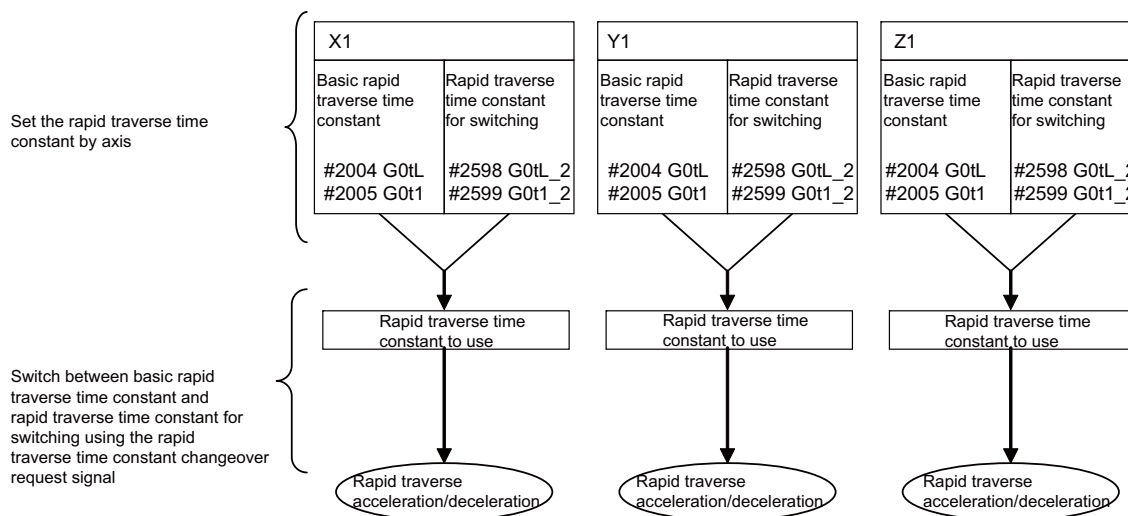 X1
Y1
Z1
Set the rapid traverse time
constant by axis
Basic rapid
traverse time
constant
#2004 G0tL
#2005 G0t1
Rapid traverse
time constant
for switching
#2598 G0tL_2
#2599 G0t1_2
Basic rapid
traverse time
constant
#2004 G0tL
#2005 G0t1
Rapid traverse
time constant
for switching
#2598 G0tL_2
#2599 G0t1_2
Basic rapid
traverse time
constant
#2004 G0tL
#2005 G0t1
Rapid traverse
time constant
for switching
#2598 G0tL_2
#2599 G0t1_2
Switch between basic rapid
traverse time constant and
rapid traverse time constant for
switching using the rapid
traverse time constant changeover
request signal
Rapid traverse time
constant to use
Rapid traverse time
constant to use
Rapid traverse time
constant to use
Rapid traverse
acceleration/deceleration
Rapid traverse
acceleration/deceleration
Rapid traverse
acceleration/deceleration